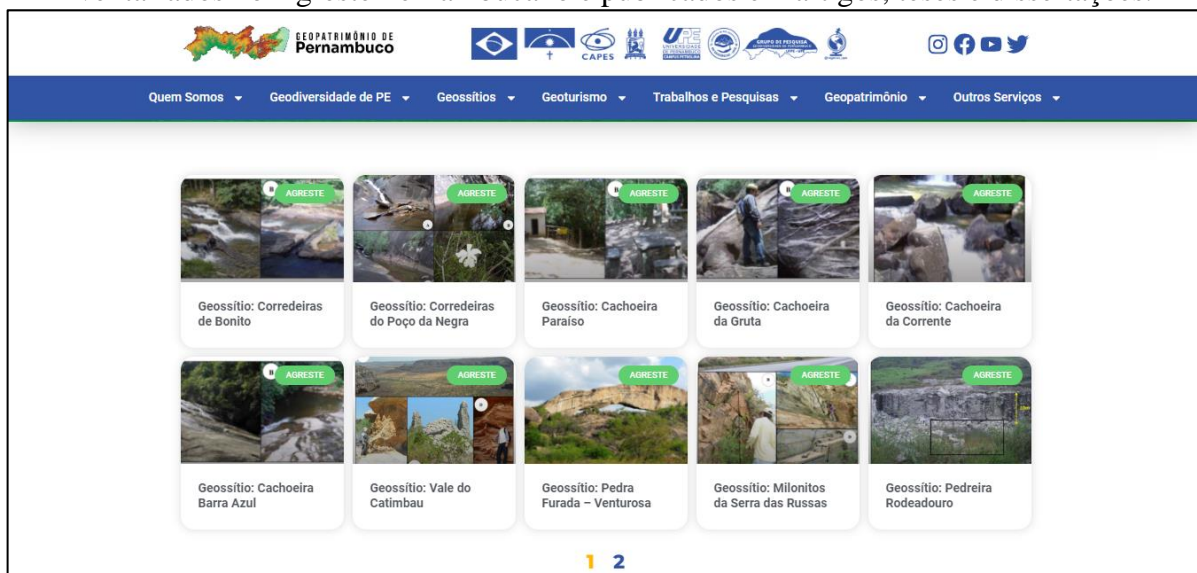 GEOPATRIMÔNIO DE
Pernambuco
CAPES
UPE
Quem Somos Geodiversidade de PE Geossítios Geoturismo Trabalhos e Pesquisas Geopatrimônio Outros Serviços
AGRESTE AGRESTE AGRESTE AGRESTE AGRESTE
Geossítio: Corredeiras
de Bonito
Geossítio: Corredeiras
do Poço da Negra
Geossítio: Cachoeira
Paraíso
Geossítio: Cachoeira
da Gruta
Geossítio: Cachoeira
da Corrente
AGRESTE AGRESTE AGRESTE AGRESTE AGRESTE
Geossítio: Cachoeira
Barra Azul
Geossítio: Vale do
Catimbau
Geossítio: Pedra
Furada – Venturosa
Geossítio: Milonitos
da Serra das Russas
Geossítio: Pedreira
Rodeadouro
1 2